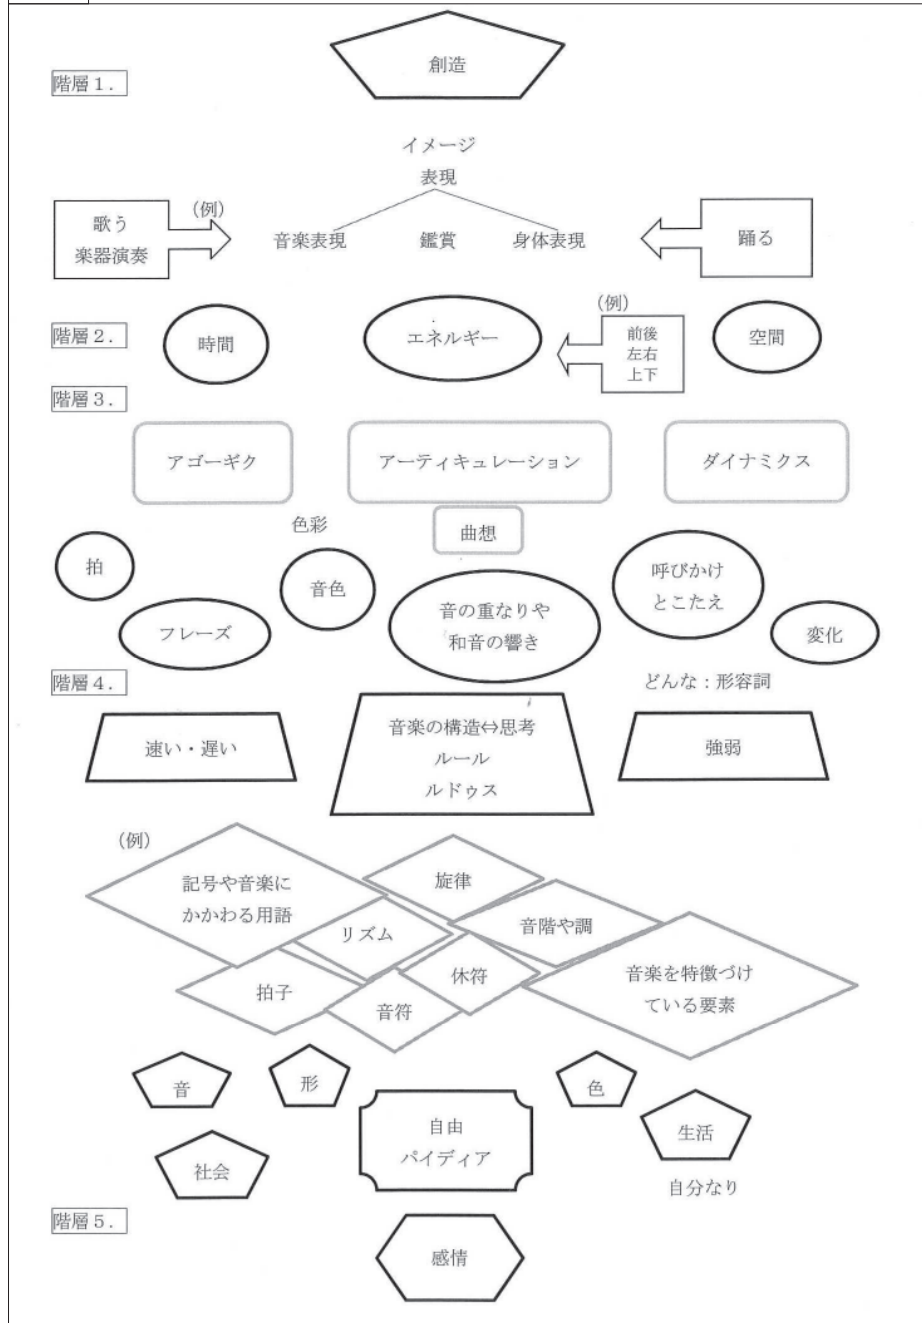 創造
階層１．
イメージ
表現
歌う
楽器演奏
（例）
音楽表現
鑑賞
身体表現
踊る
階層２．
時間
エネルギー
（例）
前後
左右
上下
空間
階層３．
アゴーギク
アーティキュレーション
ダイナミクス
色彩
曲想
拍
フレーズ
音色
音の重なりや
和音の響き
呼びかけ
とこたえ
変化
階層４．
どんな：形容詞
速い・遅い
音楽の構造⇔思考
ルール
ルドゥス
強弱
（例）
記号や音楽に
かかわる用語
旋律
リズム
音階や調
拍子
休符
音符
音楽を特徴づけ
ている要素
音
形
色
自由
パイディア
生活
社会
自分なり
階層５．
感情